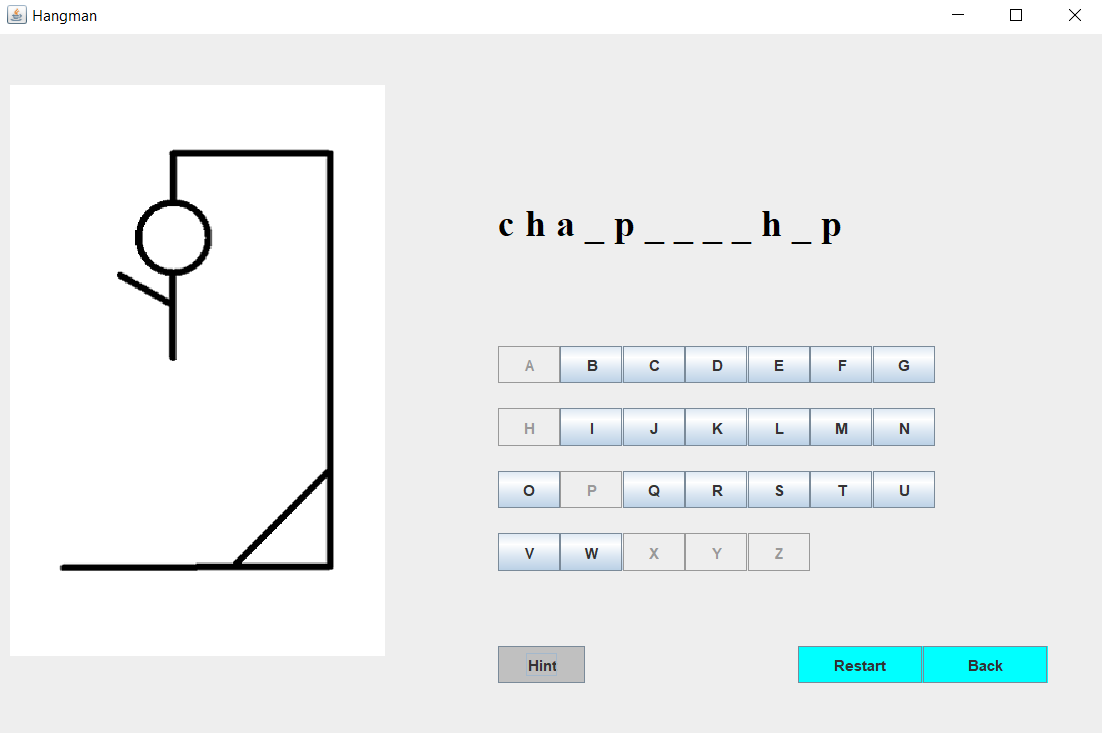 Hangman
c h a _ p _ _ _ _ h _ p
A B C D E F G
H I J K L M N
O P Q R S T U
V W X Y Z
Hint Restart Back